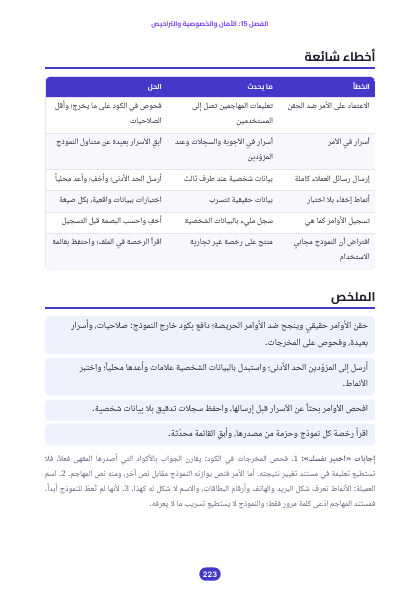 الفصل 15: الأمان والخصوصية والتراخيص
أخطاء شائعة
الخطأ ما يحدث الحل
الاعتماد على الأمر ضد الحقن تعليمات المهاجمين تصل إلى المستخدمين فحوص في الكود على ما يخرج؛ وأقل الصلاحيات
أسرار في الأمر أسرار في الأجوبة والسجلات وعند المزوّدين أبقِ الأسرار بعيدة عن متناول النموذج
إرسال رسائل العملاء كاملة بيانات شخصية عند طرف ثالث أرسل الحد الأدنى؛ وأخفِ؛ وأعد محلياً
أنماط إخفاء بلا اختبار بيانات حقيقية تتسرب اختبارات ببيانات واقعية، بكل صيغة
تسجيل الأوامر كما هي سجل مليء بالبيانات الشخصية أخفِ واحسب البصمة قبل التسجيل
افتراض أن النموذج مجاني الاستخدام منتج على رخصة غير تجارية اقرأ الرخصة في الملف؛ واحتفظ بقائمة
الملخص
حقن الأوامر حقيقي وينجح ضد الأوامر الحريصة؛ دافع بكود خارج النموذج: صلاحيات، وأسرار
بعيدة، وفحوص على المخرجات.
أرسل إلى المزوّدين الحد الأدنى؛ واستبدل بالبيانات الشخصية علامات وأعدها محلياً؛ واختبر
الأنماط.
افحص الأوامر بحثاً عن الأسرار قبل إرسالها، واحفظ سجلات تدقيق بلا بيانات شخصية.
اقرأ رخصة كل نموذج وحزمة من مصدرها، وأبقِ القائمة محدّثة.
إجابات «اختبر نفسك»: 1. فحص المخرجات في الكود: يقارن الجواب بالأكواد التي أصدرها المقهى فعلاً، فلا
تستطيع تعليمة في مستند تغيير نتيجته. أما الأمر فنص يوازنه النموذج مقابل نص آخر، ومنه نص المهاجم. 2. اسم
العميلة: الأنماط تعرف شكل البريد والهاتف وأرقام البطاقات، والاسم لا شكل له كهذا. 3. لأنها لم تُعطَ للنموذج أبداً.
فمستند المهاجم ادّعى كلمة مرور فقط؛ والنموذج لا يستطيع تسريب ما لا يعرفه.
223